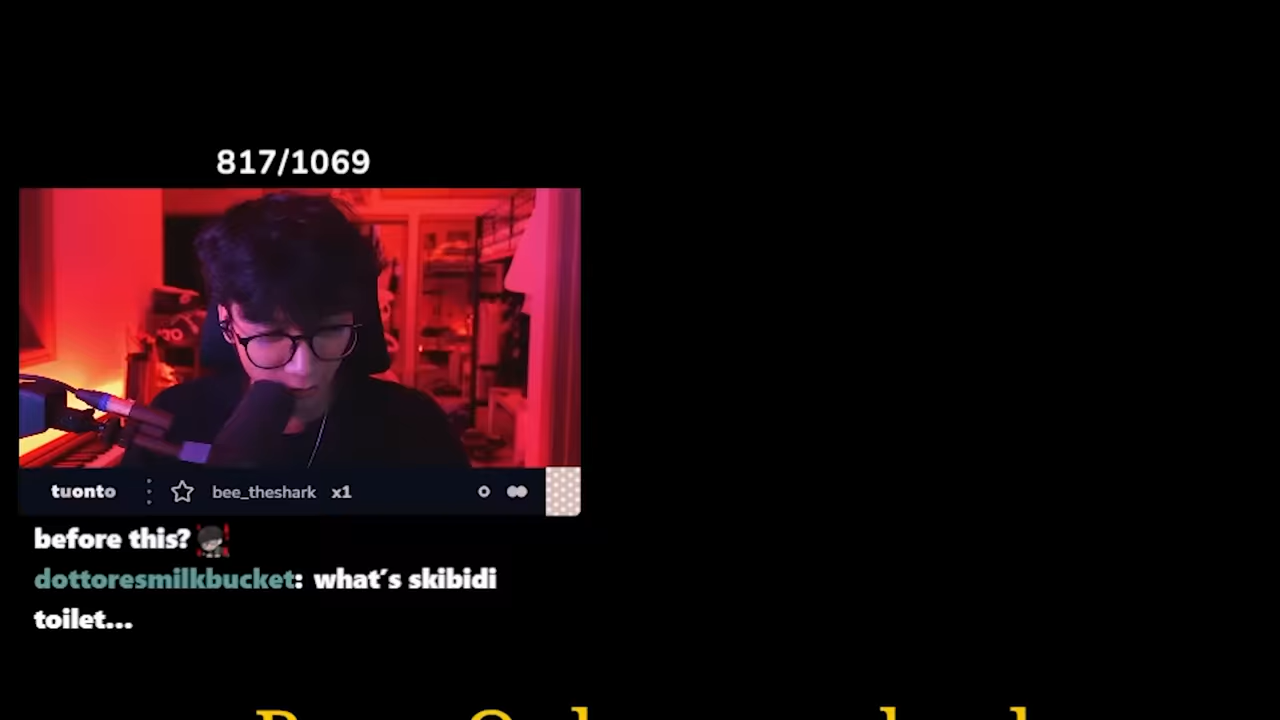 817/1069
tuonto bee_theshark x1
before this?
dottoresmilkbucket: what's skibidi
toilet...